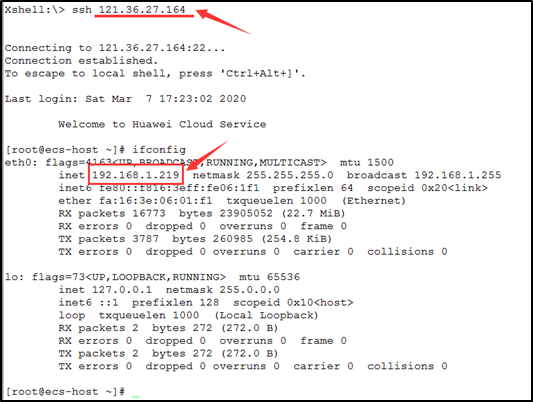 Xshell:\> ssh 121.36.27.164
Connecting to 121.36.27.164:22...
Connection established.
To escape to local shell, press 'Ctrl+Alt+]'.
Last login: Sat Mar  7 17:23:02 2020
Welcome to Huawei Cloud Service
[root@ecs-host ~]# ifconfig
eth0: flags=4163<UP,BROADCAST,RUNNING,MULTICAST>  mtu 1500
inet 192.168.1.219  netmask 255.255.255.0  broadcast 192.168.1.255
inet6 fe80::f816:3eff:fe06:1f1  prefixlen 64  scopeid 0x20<link>
ether fa:16:3e:06:01:f1  txqueuelen 1000  (Ethernet)
RX packets 16773  bytes 23905052 (22.7 MiB)
RX errors 0  dropped 0  overruns 0  frame 0
TX packets 3787  bytes 260985 (254.8 KiB)
TX errors 0  dropped 0 overruns 0  carrier 0  collisions 0
lo: flags=73<UP,LOOPBACK,RUNNING>  mtu 65536
inet 127.0.0.1  netmask 255.0.0.0
inet6 ::1  prefixlen 128  scopeid 0x10<host>
loop  txqueuelen 1000  (Local Loopback)
RX packets 2  bytes 272 (272.0 B)
RX errors 0  dropped 0  overruns 0  frame 0
TX packets 2  bytes 272 (272.0 B)
TX errors 0  dropped 0 overruns 0  carrier 0  collisions 0
[root@ecs-host ~]#